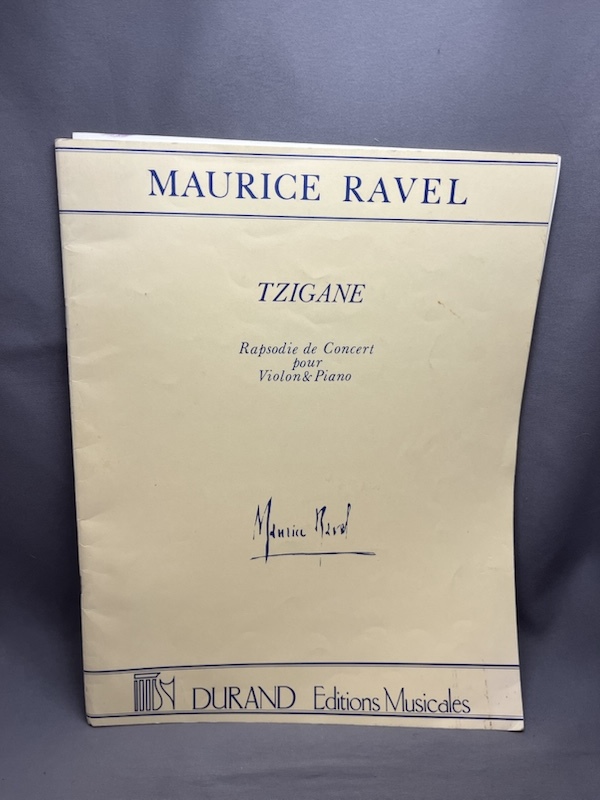 MAURICE RAVEL
TZIGANE
Rapsodie de Concert
pour
Violon & Piano
Maurice Ravel
DURAND Editions Musicales